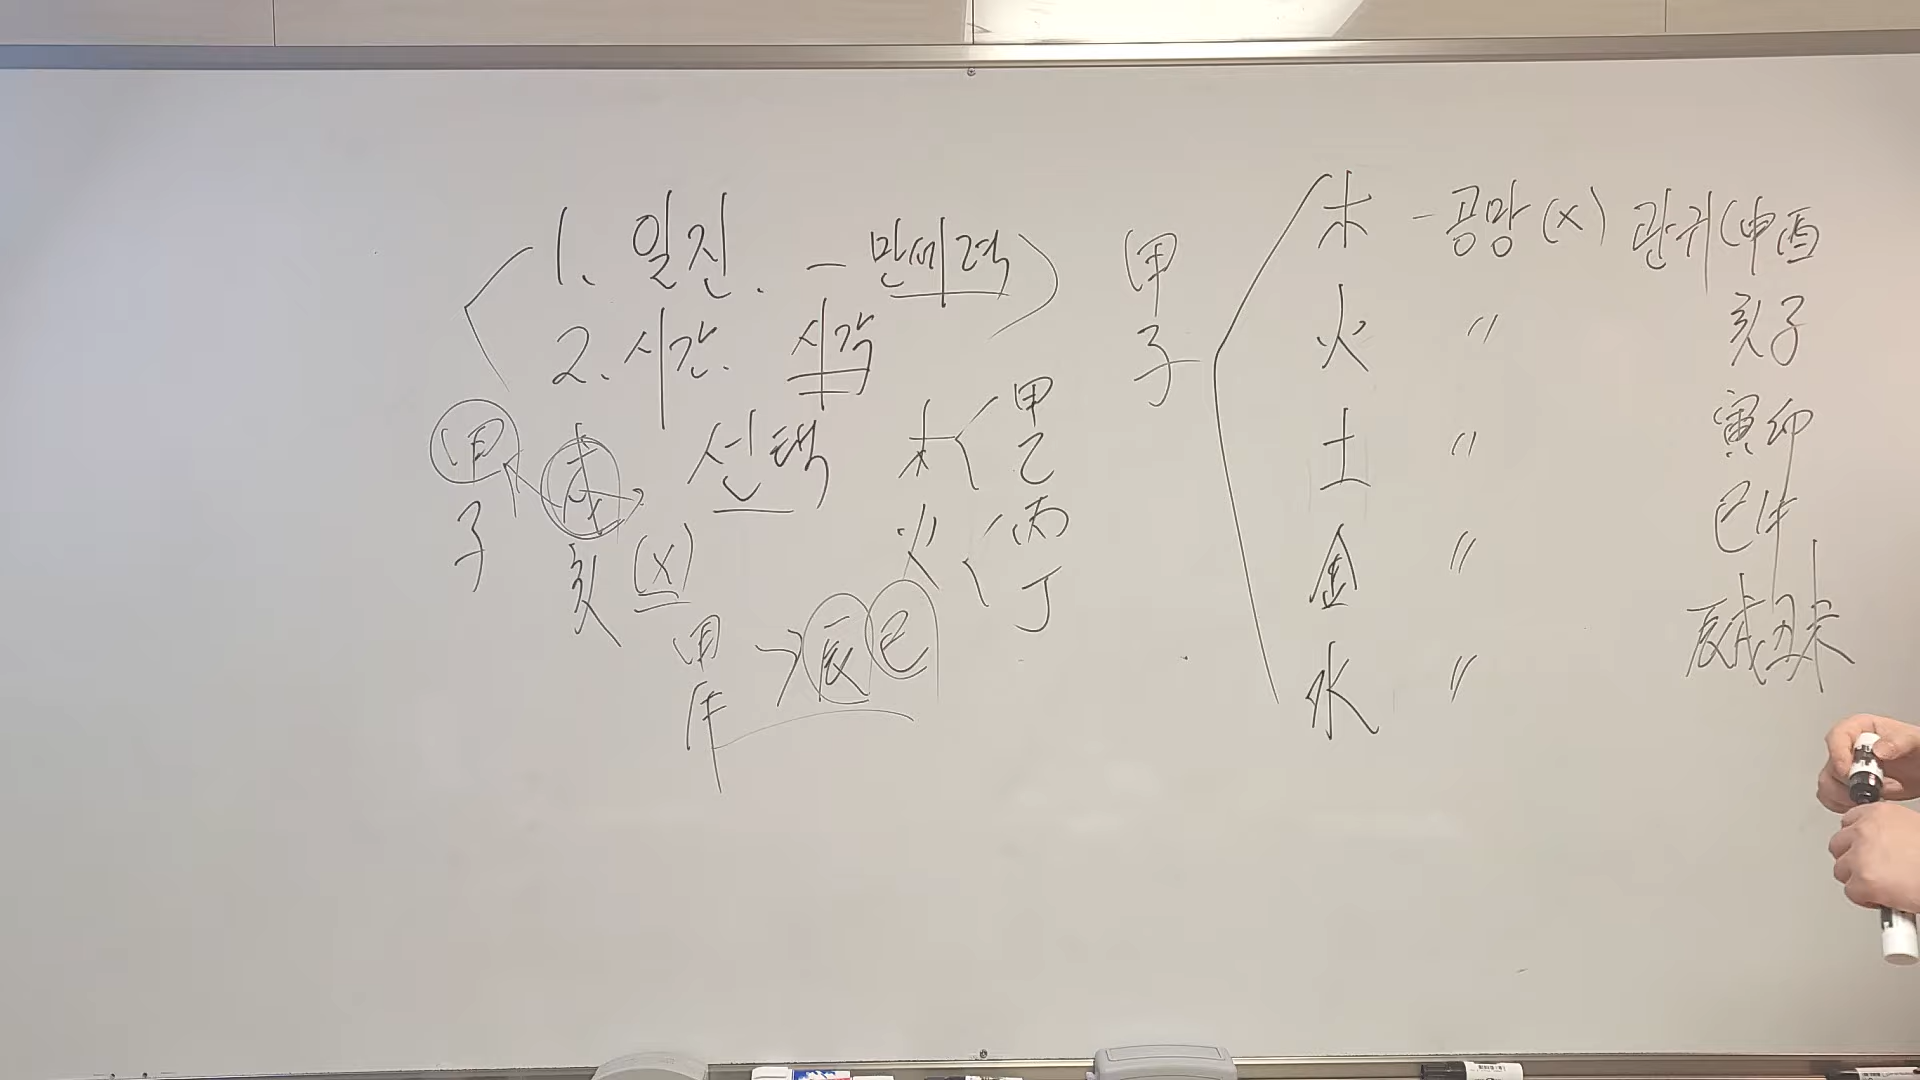 1. 일진. – 만세력
2. 시간. 시각
선택
甲子
戌亥 (X)
木 甲乙
火 丙丁
甲午 > 辰巳
甲子
木 – 공망 (X) 관귀 (申酉
火 〃 亥子
土 〃 寅卯
金 〃 巳午
水 〃 辰戌丑未